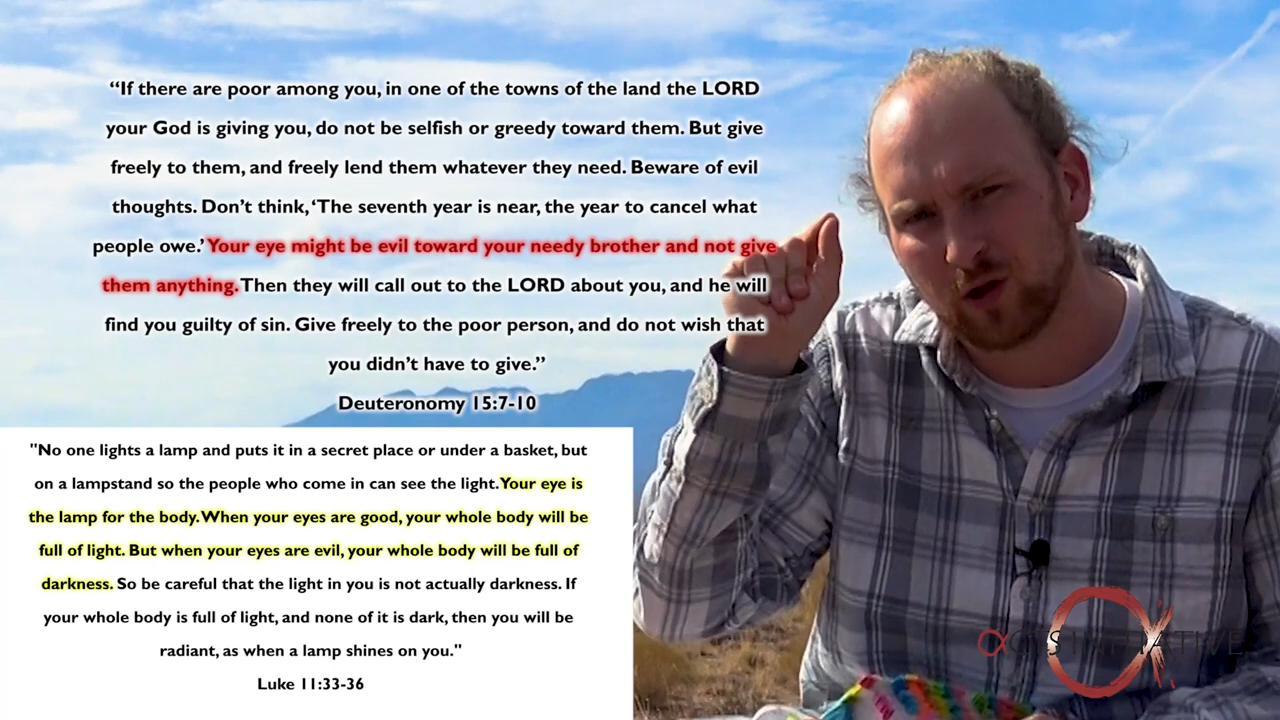 “If there are poor among you, in one of the towns of the land the LORD
your God is giving you, do not be selfish or greedy toward them. But give
freely to them, and freely lend them whatever they need. Beware of evil
thoughts. Don’t think, ‘The seventh year is near, the year to cancel what
people owe.’ Your eye might be evil toward your needy brother and not give
them anything. Then they will call out to the LORD about you, and he will
find you guilty of sin. Give freely to the poor person, and do not wish that
you didn’t have to give.”
Deuteronomy 15:7-10
"No one lights a lamp and puts it in a secret place or under a basket, but
on a lampstand so the people who come in can see the light. Your eye is
the lamp for the body. When your eyes are good, your whole body will be
full of light. But when your eyes are evil, your whole body will be full of
darkness. So be careful that the light in you is not actually darkness. If
your whole body is full of light, and none of it is dark, then you will be
radiant, as when a lamp shines on you."
Luke 11:33-36